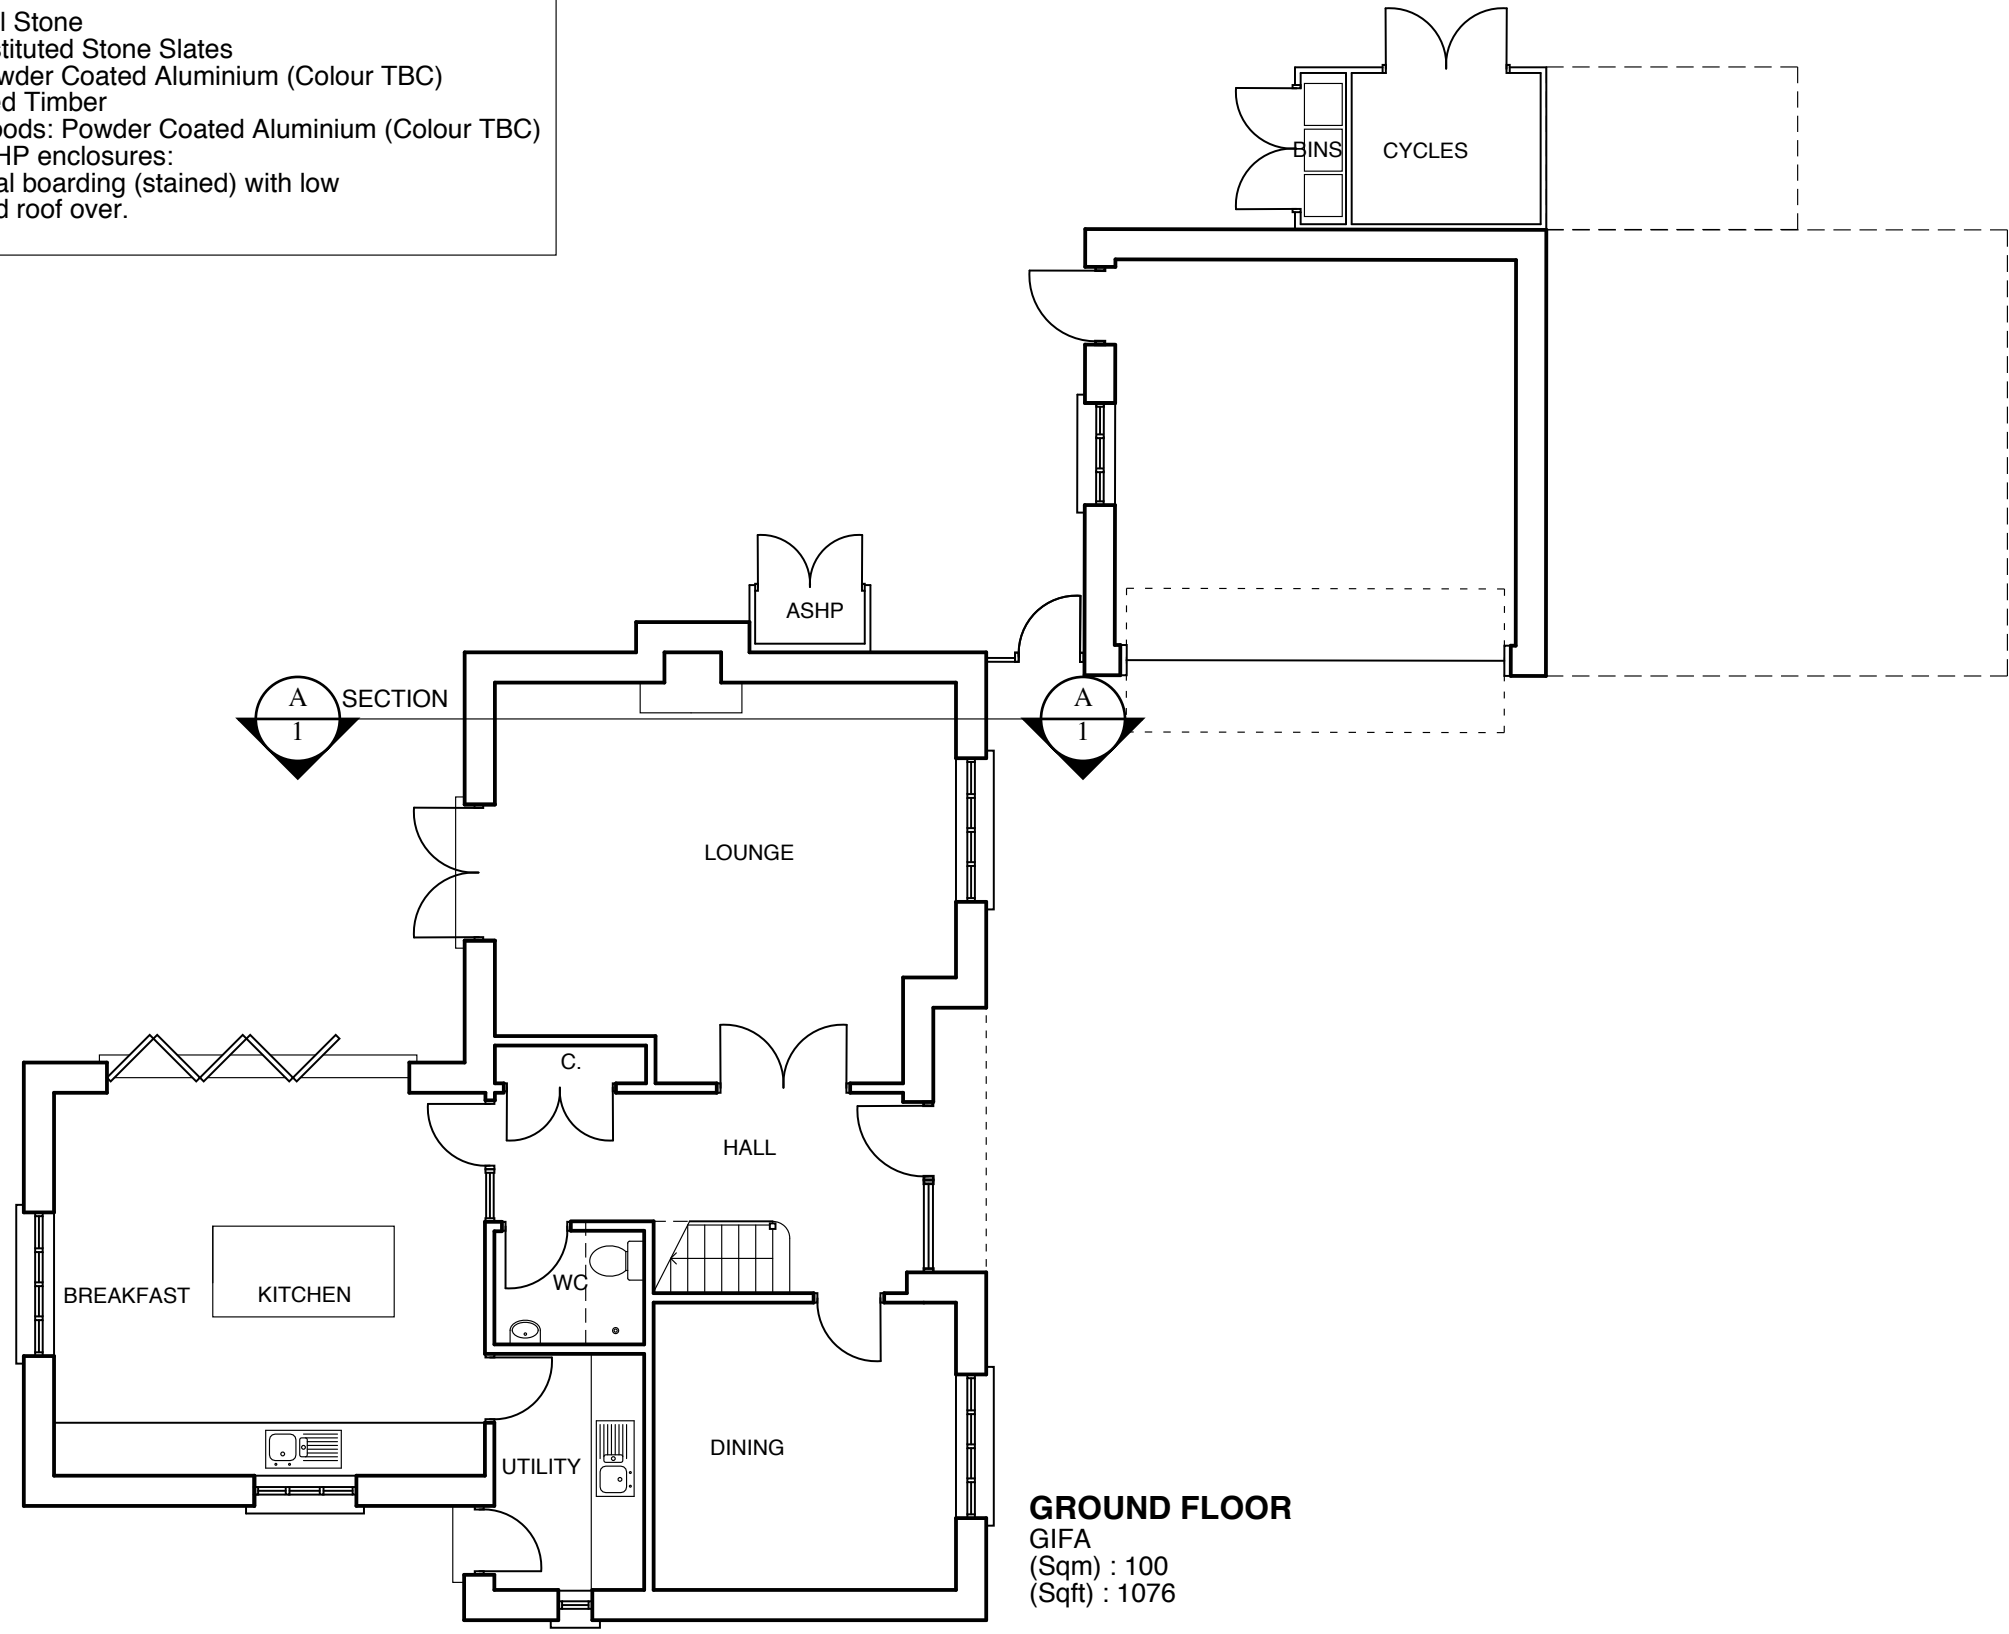 l Stone
stituted Stone Slates
wder Coated Aluminium (Colour TBC)
ed Timber
oods: Powder Coated Aluminium (Colour TBC)
HP enclosures:
al boarding (stained) with low
d roof over.
BINS
CYCLES
ASHP
A
1
SECTION
A
1
LOUNGE
C.
HALL
WC
BREAKFAST
KITCHEN
UTILITY
DINING
GROUND FLOOR
GIFA
(Sqm) : 100
(Sqft) : 1076